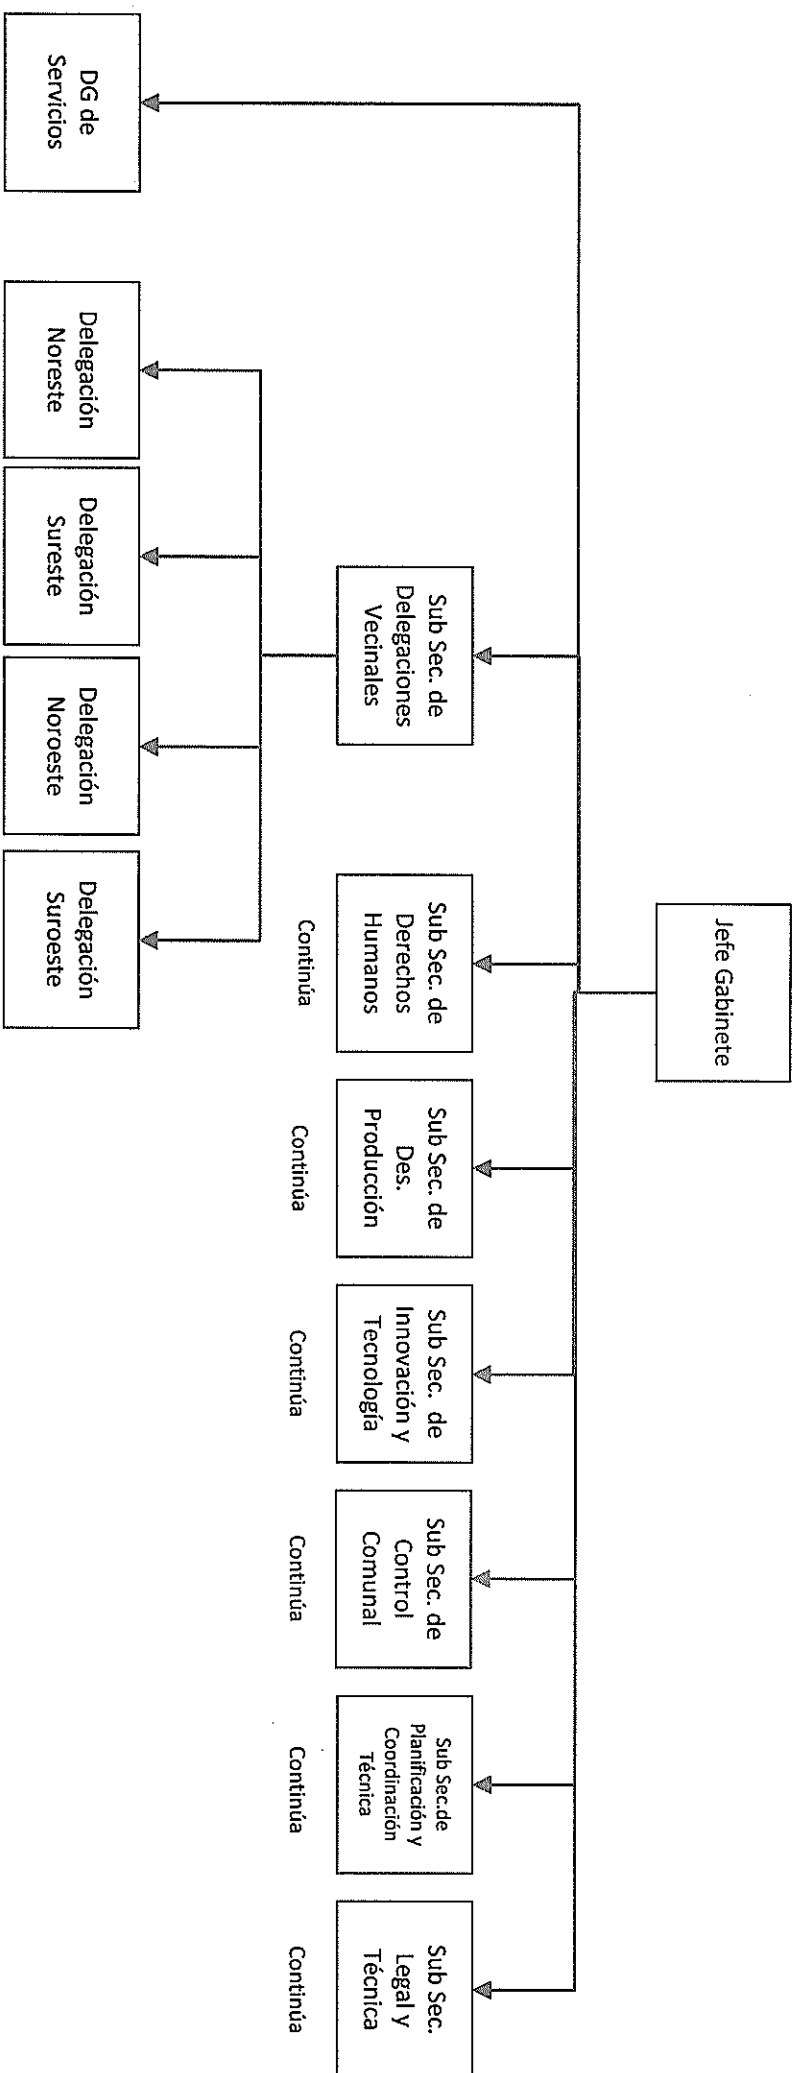 Jefe Gabinete
Sub Sec. de
Delegaciones
Vecinales
Sub Sec. de
Derechos
Humanos
Continúa
Sub Sec. de
Des.
Producción
Continúa
Sub Sec. de
Innovación y
Tecnología
Continúa
Sub Sec. de
Control
Comunal
Continúa
Sub Sec.de
Planificación y
Coordinación
Técnica
Continúa
Sub Sec.
Legal y
Técnica
Continúa
DG de
Servicios
Delegación
Noreste
Delegación
Sureste
Delegación
Noroeste
Delegación
Suroeste